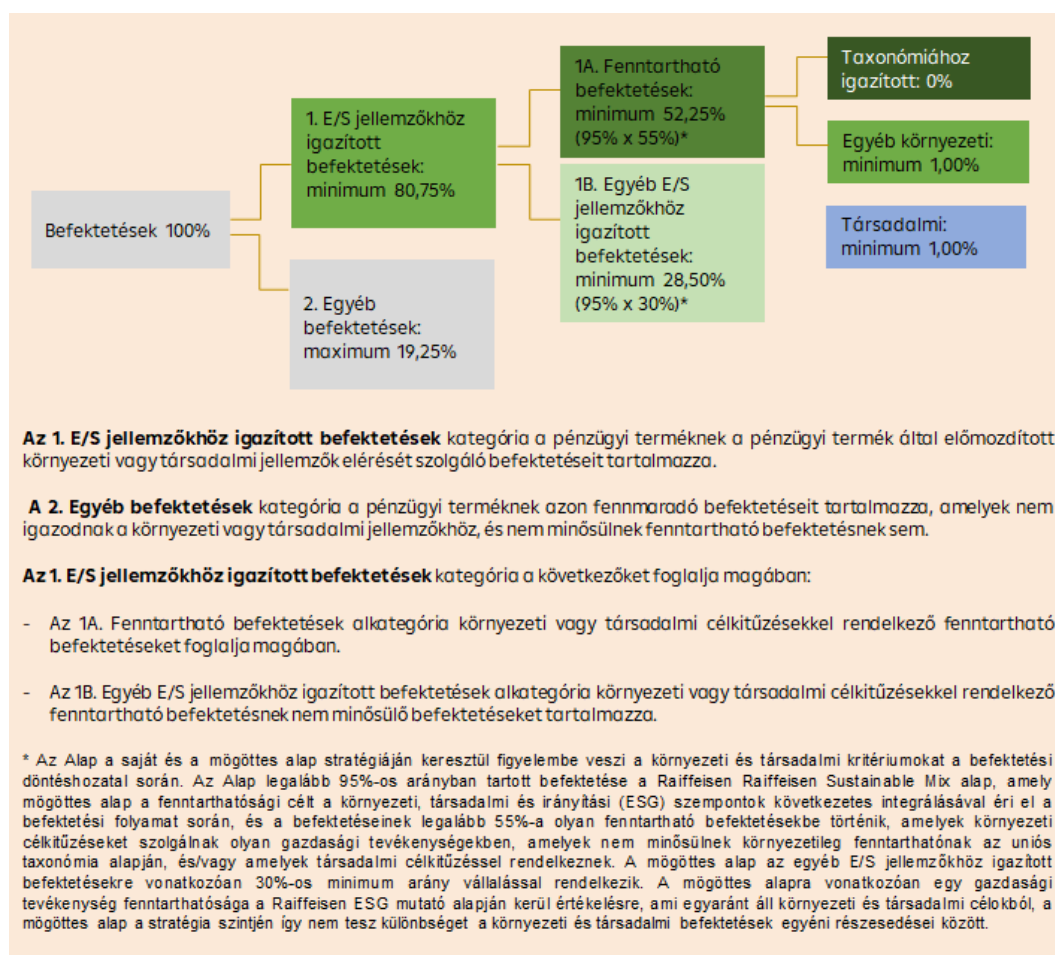 Befektetések 100%
1. E/S jellemzőkhöz
igazított
befektetések:
minimum 80,75%
2. Egyéb
befektetések:
maximum 19,25%
1A. Fenntartható
befektetések:
minimum 52,25%
(95% x 55%)*
1B. Egyéb E/S
jellemzőkhöz
igazított
befektetések:
minimum 28,50%
(95% x 30%)*
Taxonómiához
igazított: 0%
Egyéb környezeti:
minimum 1,00%
Társadalmi:
minimum 1,00%
Az 1. E/S jellemzőkhöz igazított befektetések kategória a pénzügyi terméknek a pénzügyi termék által előmozdított
környezeti vagy társadalmi jellemzők elérését szolgáló befektetéseit tartalmazza.
A 2. Egyéb befektetések kategória a pénzügyi terméknek azon fennmaradó befektetéseit tartalmazza, amelyek nem
igazodnak a környezeti vagy társadalmi jellemzőkhöz, és nem minősülnek fenntartható befektetésnek sem.
Az 1. E/S jellemzőkhöz igazított befektetések kategória a következőket foglalja magában:
- Az 1A. Fenntartható befektetések alkategória környezeti vagy társadalmi célkitűzésekkel rendelkező fenntartható
befektetéseket foglalja magában.
- Az 1B. Egyéb E/S jellemzőkhöz igazított befektetések alkategória környezeti vagy társadalmi célkitűzésekkel rendelkező
fenntartható befektetésnek nem minősülő befektetéseket tartalmazza.
* Az Alap a saját és a mögöttes alap stratégiáján keresztül figyelembe veszi a környezeti és társadalmi kritériumokat a befektetési
döntéshozatal során. Az Alap legalább 95%-os arányban tartott befektetése a Raiffeisen Raiffeisen Sustainable Mix alap, amely
mögöttes alap a fenntarthatósági célt a környezeti, társadalmi és irányítási (ESG) szempontok következetes integrálásával éri el a
befektetési folyamat során, és a befektetéseinek legalább 55%-a olyan fenntartható befektetésekbe történik, amelyek környezeti
célkitűzéseket szolgálnak olyan gazdasági tevékenységekben, amelyek nem minősülnek környezetileg fenntarthatónak az uniós
taxonómia alapján, és/vagy amelyek társadalmi célkitűzéssel rendelkeznek. A mögöttes alap az egyéb E/S jellemzőkhöz igazított
befektetésekre vonatkozóan 30%-os minimum arány vállalással rendelkezik. A mögöttes alapra vonatkozóan egy gazdasági
tevékenység fenntarthatósága a Raiffeisen ESG mutató alapján kerül értékelésre, ami egyaránt áll környezeti és társadalmi célokból, a
mögöttes alap a stratégia szintjén így nem tesz különbséget a környezeti és társadalmi befektetések egyéni részesedései között.